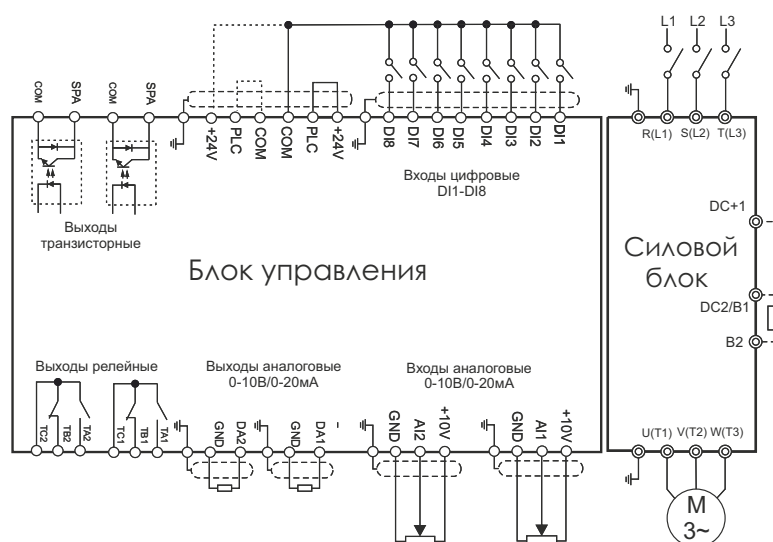 L1 L2 L3
COM SPA COM SPA
+24V PLC COM COM PLC +24V DI8 DI7 DI6 DI5 DI4 DI3 DI2 DI1
R(L1) S(L2) T(L3)
Входы цифровые
DI1-DI8
Выходы
транзисторные
DC+1
Блок управления
Силовой
блок
DC2/B1
B2
Выходы релейные
Выходы аналоговые
0-10В/0-20мА
Входы аналоговые
0-10В/0-20мА
TC2 TB2 TA2 TC1 TB1 TA1 GND DA2 GND DA1 GND AI2 +10V GND AI1 +10V
U(T1) V(T2) W(T3)
M
3~